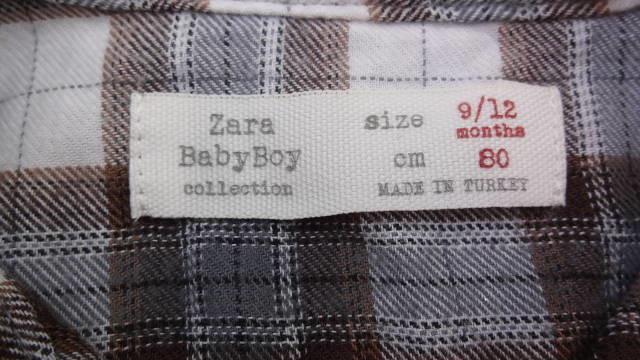 Zara
BabyBoy
collection
size 9/12
months
cm 80
MADE IN TURKEY